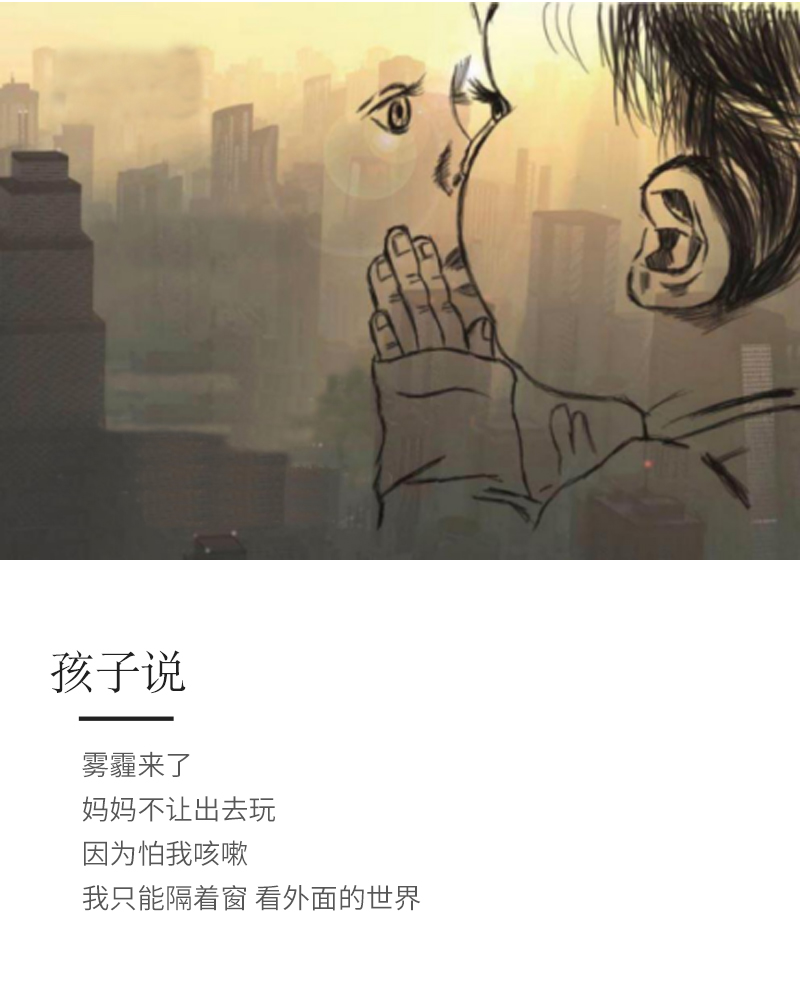 孩子说
雾霾来了
妈妈不让出去玩
因为怕我咳嗽
我只能隔着窗 看外面的世界